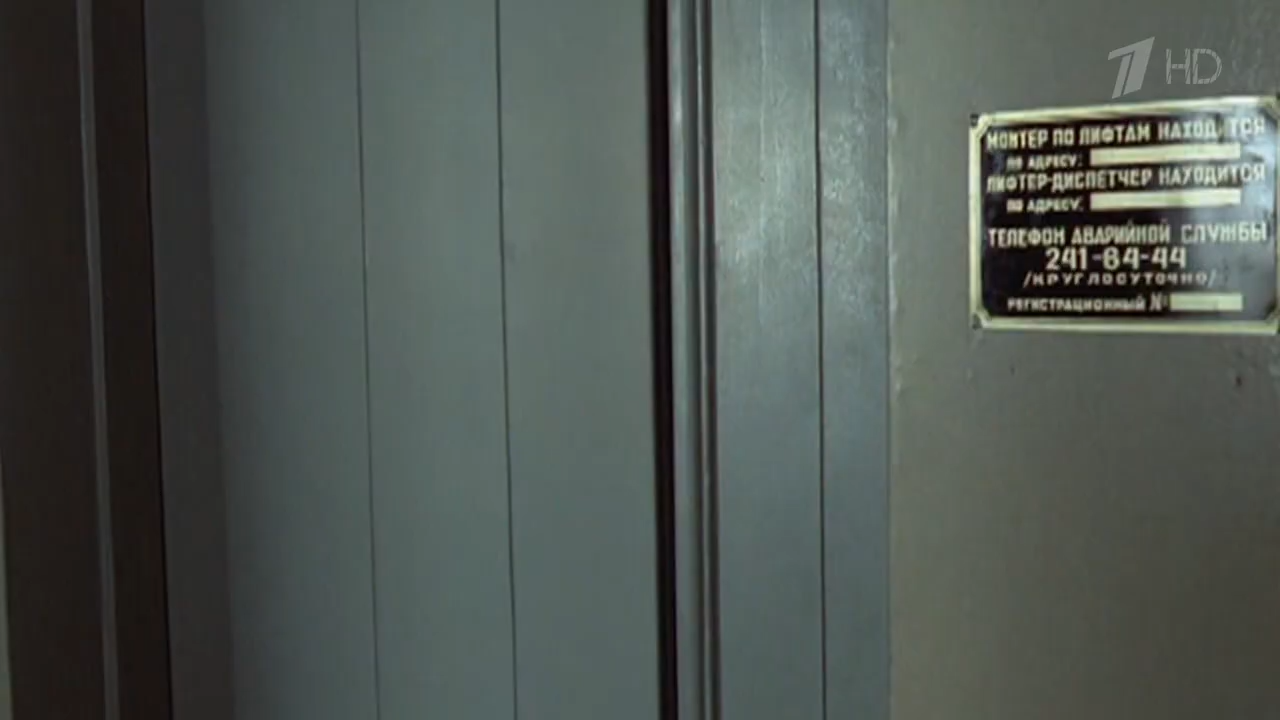 1 HD
МОНТЕР ПО ЛИФТАМ НАХОДИТСЯ
ПО АДРЕСУ:
ЛИФТЕР-ДИСПЕТЧЕР НАХОДИТСЯ
ПО АДРЕСУ:
ТЕЛЕФОН АВАРИЙНОЙ СЛУЖБЫ
241-84-44
/КРУГЛОСУТОЧНО/
РЕГИСТРАЦИОННЫЙ №